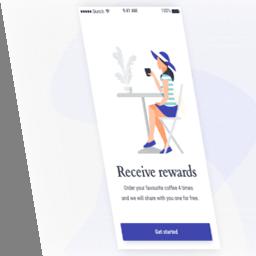 Sketch 9:41 AM 100%
Receive rewards
Order your favourite coffee 4 times
and we will share with you one for free.
Get started